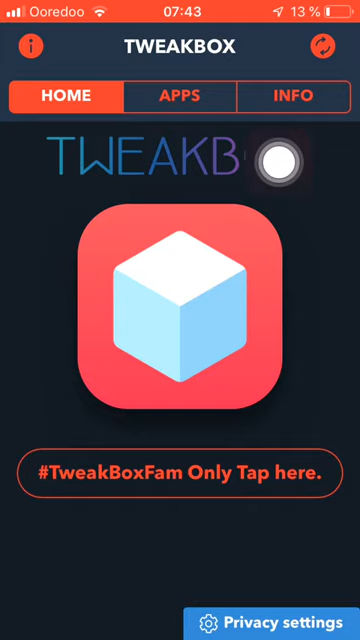 Ooredoo 07:43 13 %
TWEAKBOX
HOME APPS INFO
TWEAKB
#TweakBoxFam Only Tap here.
Privacy settings